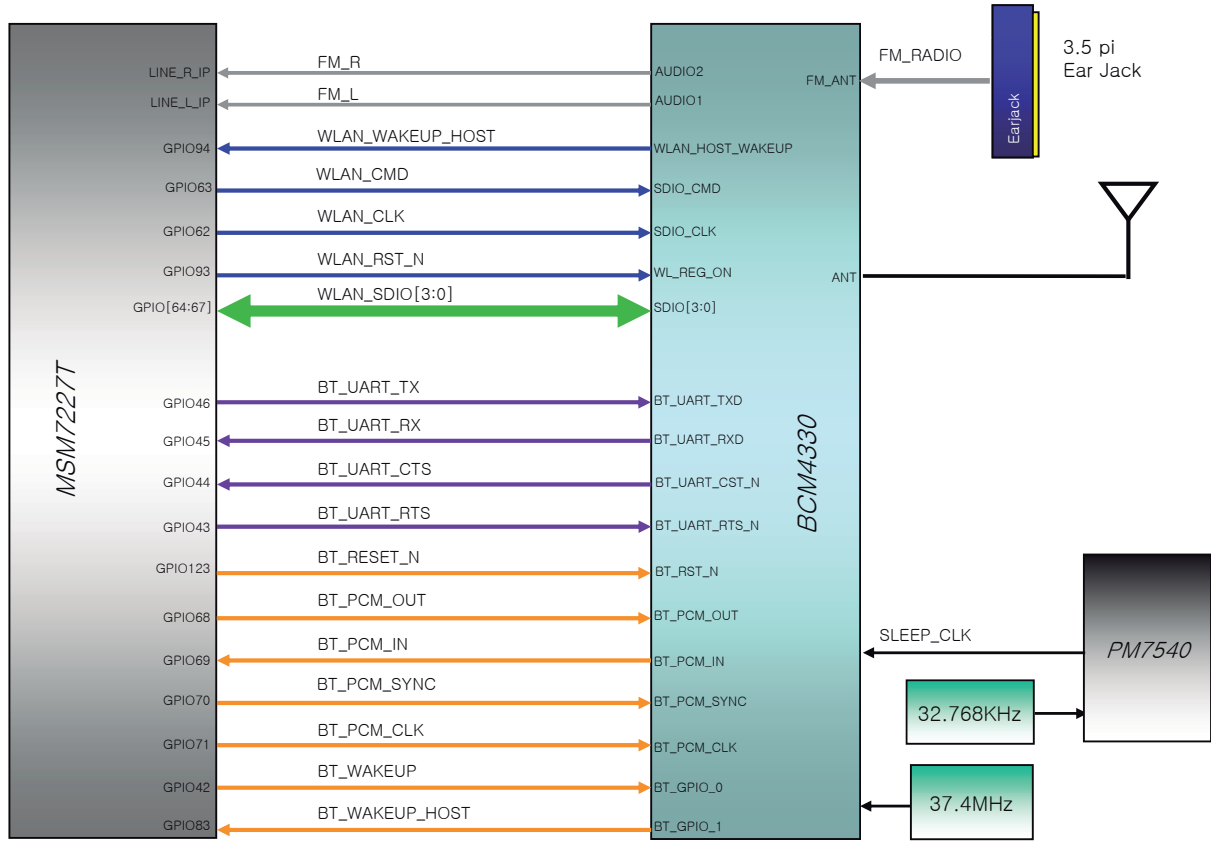 FM_R
LINE_R_IP
AUDIO2
FM_L
LINE_L_IP
AUDIO1
WLAN_WAKEUP_HOST
GPIO94
WLAN_HOST_WAKEUP
WLAN_CMD
GPIO63
SDIO_CMD
WLAN_CLK
GPIO62
SDIO_CLK
WLAN_RST_N
GPIO93
WL_REG_ON
WLAN_SDIO[3:0]
GPIO[64:67]
SDIO[3:0]
MSM7227T
BT_UART_TX
GPIO46
BT_UART_TXD
BT_UART_RX
GPIO45
BT_UART_RXD
BT_UART_CTS
GPIO44
BT_UART_CST_N
BT_UART_RTS
GPIO43
BT_UART_RTS_N
BT_RESET_N
GPIO123
BT_RST_N
BT_PCM_OUT
GPIO68
BT_PCM_OUT
BT_PCM_IN
GPIO69
BT_PCM_IN
BT_PCM_SYNC
GPIO70
BT_PCM_SYNC
BT_PCM_CLK
GPIO71
BT_PCM_CLK
BT_WAKEUP
GPIO42
BT_GPIO_0
BT_WAKEUP_HOST
GPIO83
BT_GPIO_1
BCM4330
FM_RADIO
FM_ANT
Earjack
3.5 pi
Ear Jack
ANT
SLEEP_CLK
PM7540
32.768KHz
37.4MHz